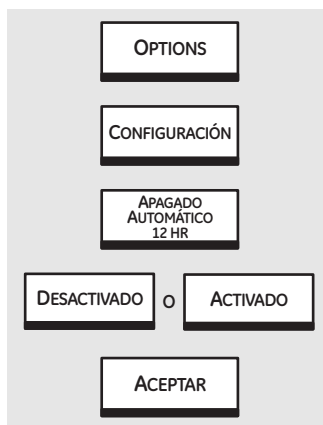 OPTIONS
CONFIGURACIÓN
APAGADO
AUTOMÁTICO
12 HR
DESACTIVADO O ACTIVADO
ACEPTAR